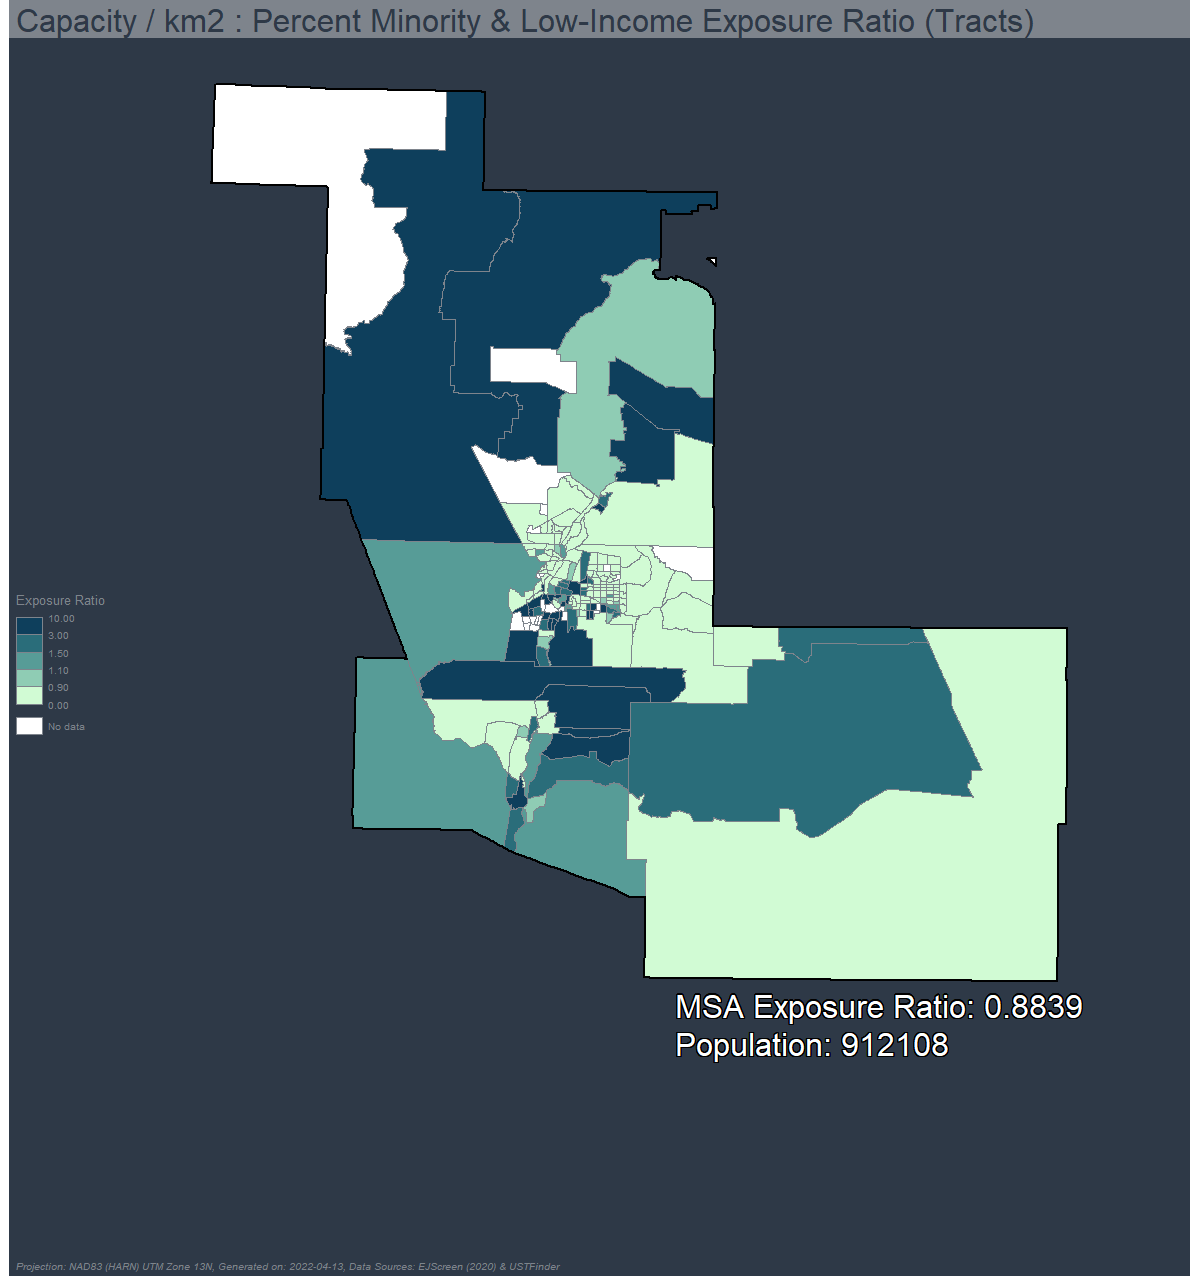 Capacity / km2 : Percent Minority & Low-Income Exposure Ratio (Tracts)
Exposure Ratio
10.00
3.00
1.50
1.10
0.90
0.00
No data
MSA Exposure Ratio: 0.8839
Population: 912108
Projection: NAD83 (HARN) UTM Zone 13N, Generated on: 2022-04-13, Data Sources: EJScreen (2020) & USTFinder